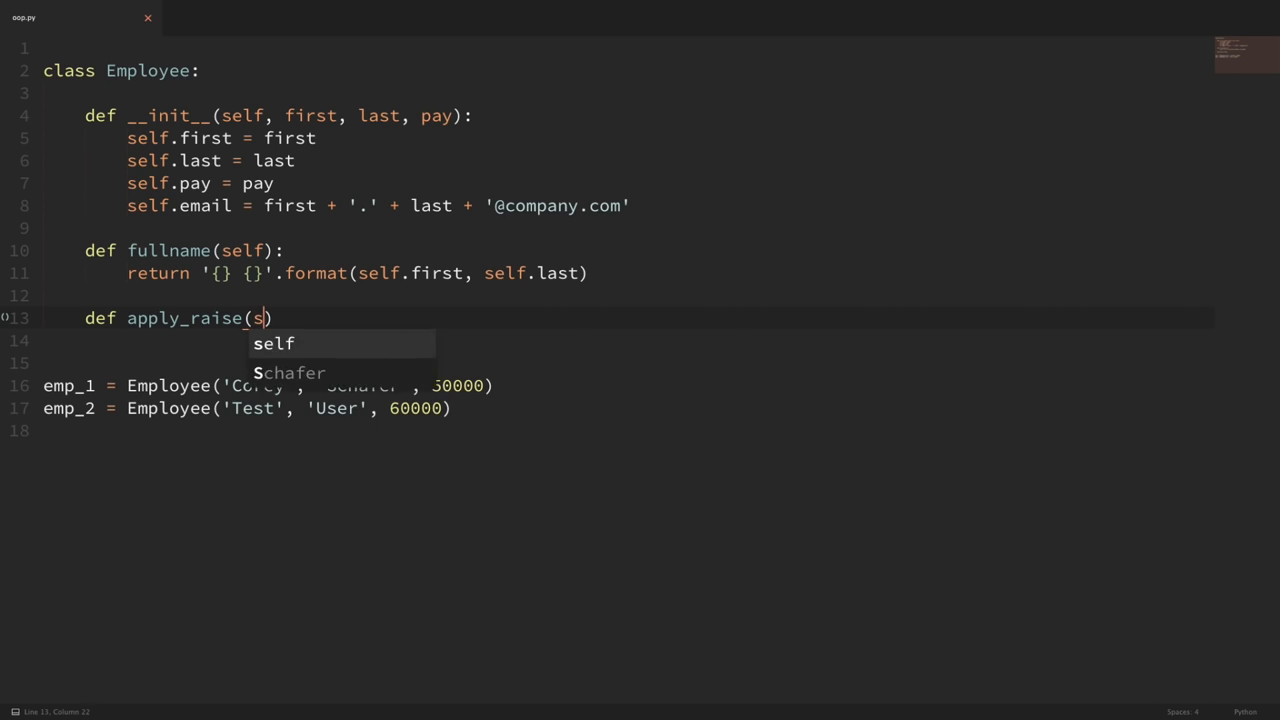 oop.py ×
1
2 class Employee:
3
4     def __init__(self, first, last, pay):
5         self.first = first
6         self.last = last
7         self.pay = pay
8         self.email = first + '.' + last + '@company.com'
9
10     def fullname(self):
11         return '{} {}'.format(self.first, self.last)
12
() 13     def apply_raise(s)
14 self
15 Schafer
16 emp_1 = Employee('Corey', 'Schafer', 50000)
17 emp_2 = Employee('Test', 'User', 60000)
18
Line 13, Column 22 Spaces: 4 Python